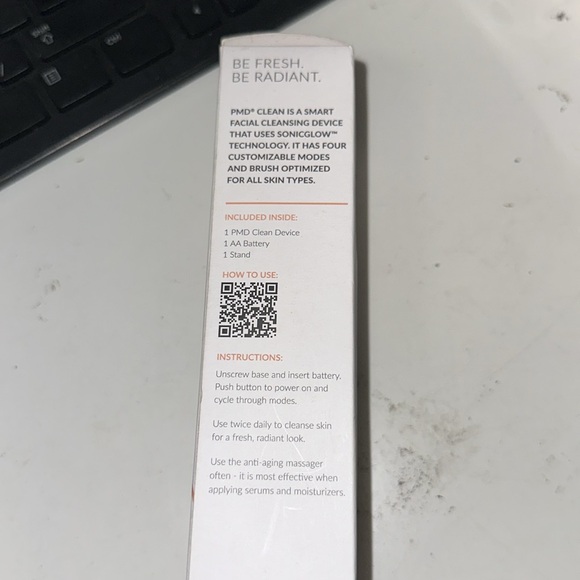 BE FRESH.
BE RADIANT.
PMD® CLEAN IS A SMART
FACIAL CLEANSING DEVICE
THAT USES SONICGLOW™
TECHNOLOGY. IT HAS FOUR
CUSTOMIZABLE MODES
AND BRUSH OPTIMIZED
FOR ALL SKIN TYPES.
INCLUDED INSIDE:
1 PMD Clean Device
1 AA Battery
1 Stand
HOW TO USE:
INSTRUCTIONS:
Unscrew base and insert battery.
Push button to power on and
cycle through modes.
Use twice daily to cleanse skin
for a fresh, radiant look.
Use the anti-aging massager
often - it is most effective when
applying serums and moisturizers.